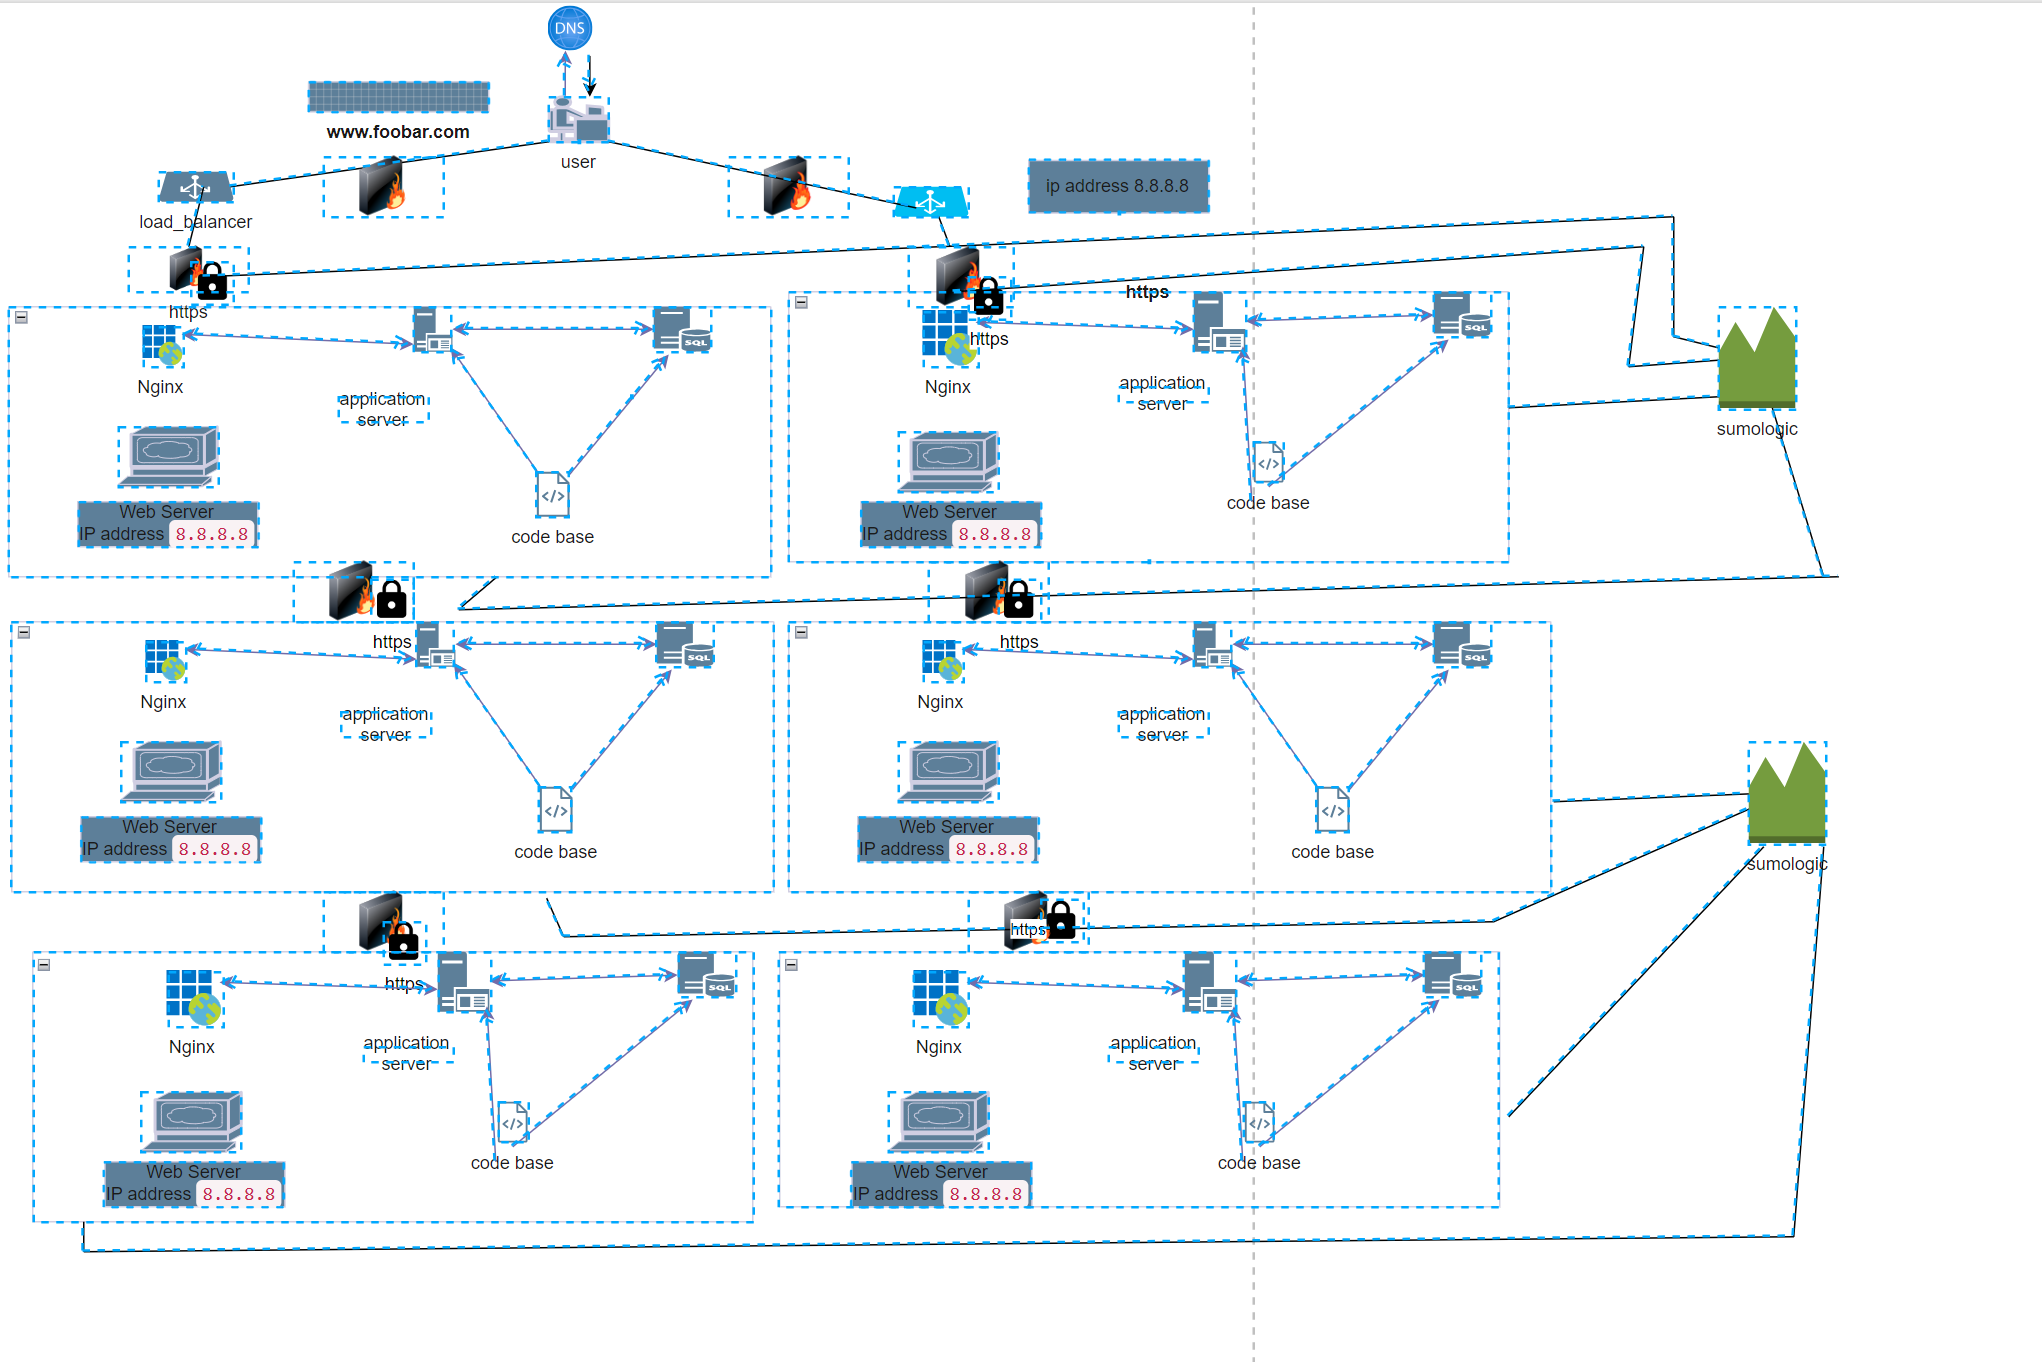 DNS
www.foobar.com
user
ip address 8.8.8.8
load_balancer
https
https
Nginx
SQL
application
server
Web Server
IP address 8.8.8.8
code base
https
Nginx
SQL
application
server
Web Server
IP address 8.8.8.8
code base
sumologic
https
Nginx
SQL
application
server
Web Server
IP address 8.8.8.8
code base
https
Nginx
SQL
application
server
Web Server
IP address 8.8.8.8
code base
sumologic
https
Nginx
SQL
application
server
Web Server
IP address 8.8.8.8
code base
https
Nginx
SQL
application
server
Web Server
IP address 8.8.8.8
code base